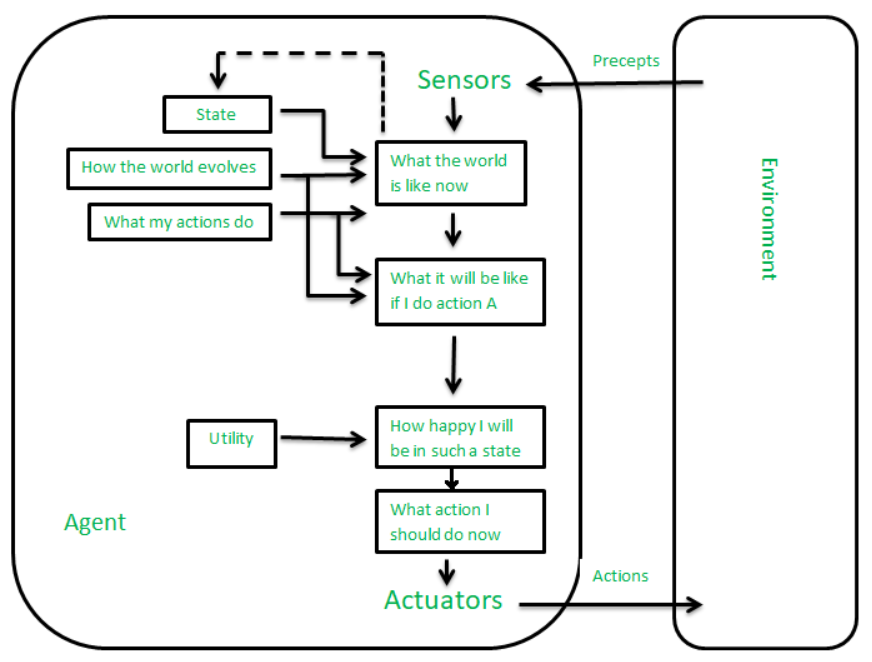 Precepts
Sensors
State
What the world
is like now
How the world evolves
What my actions do
What it will be like
if I do action A
Environment
Utility
How happy I will
be in such a state
What action I
should do now
Agent
Actions
Actuators